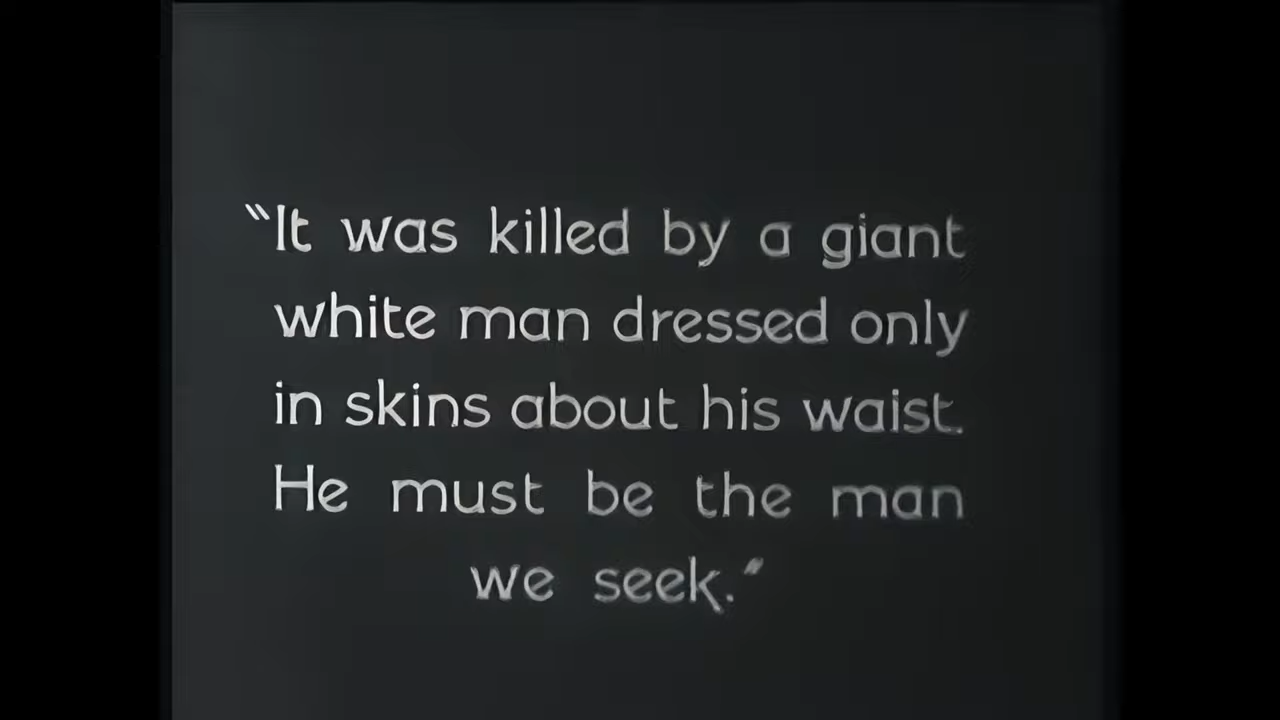 "It was killed by a giant
white man dressed only
in skins about his waist.
He must be the man
we seek."